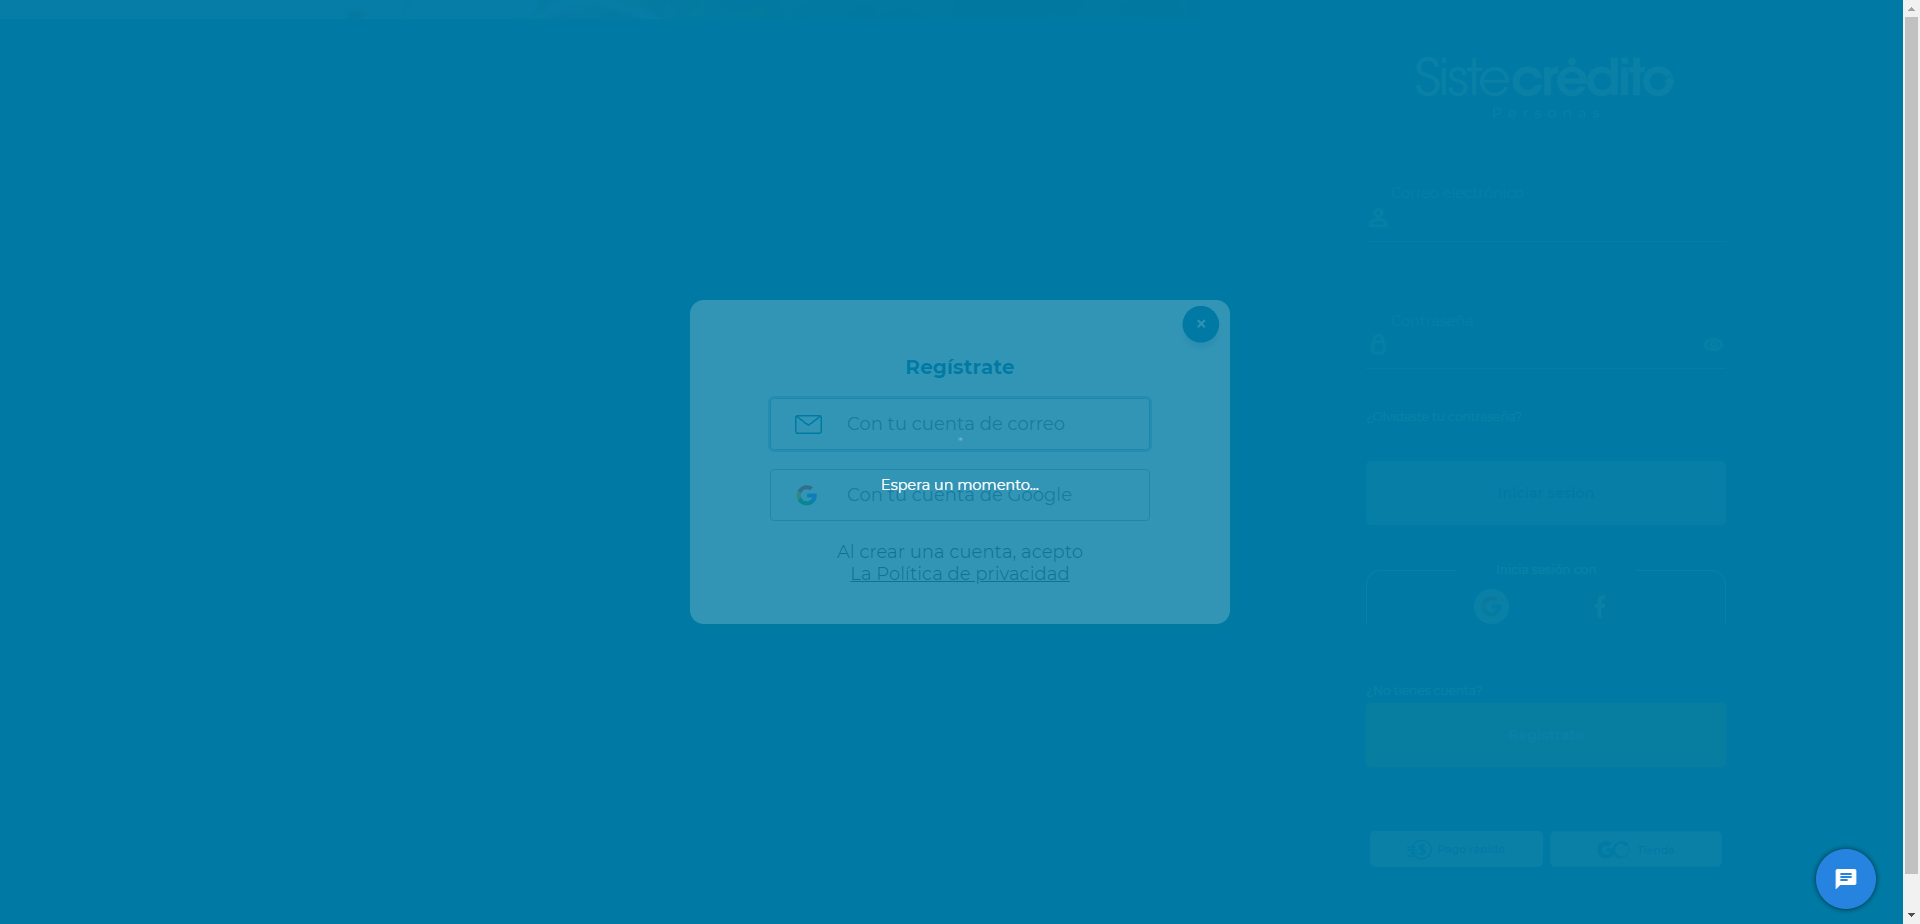 Sistecrédito
Personas
Correo electrónico
Contraseña
¿Olvidaste tu contraseña?
Iniciar sesión
Inicia sesión con
¿No tienes cuenta?
Regístrate
Pago rápido
Tienda
Regístrate
Con tu cuenta de correo
Espera un momento...
Con tu cuenta de Google
Al crear una cuenta, acepto
La Política de privacidad